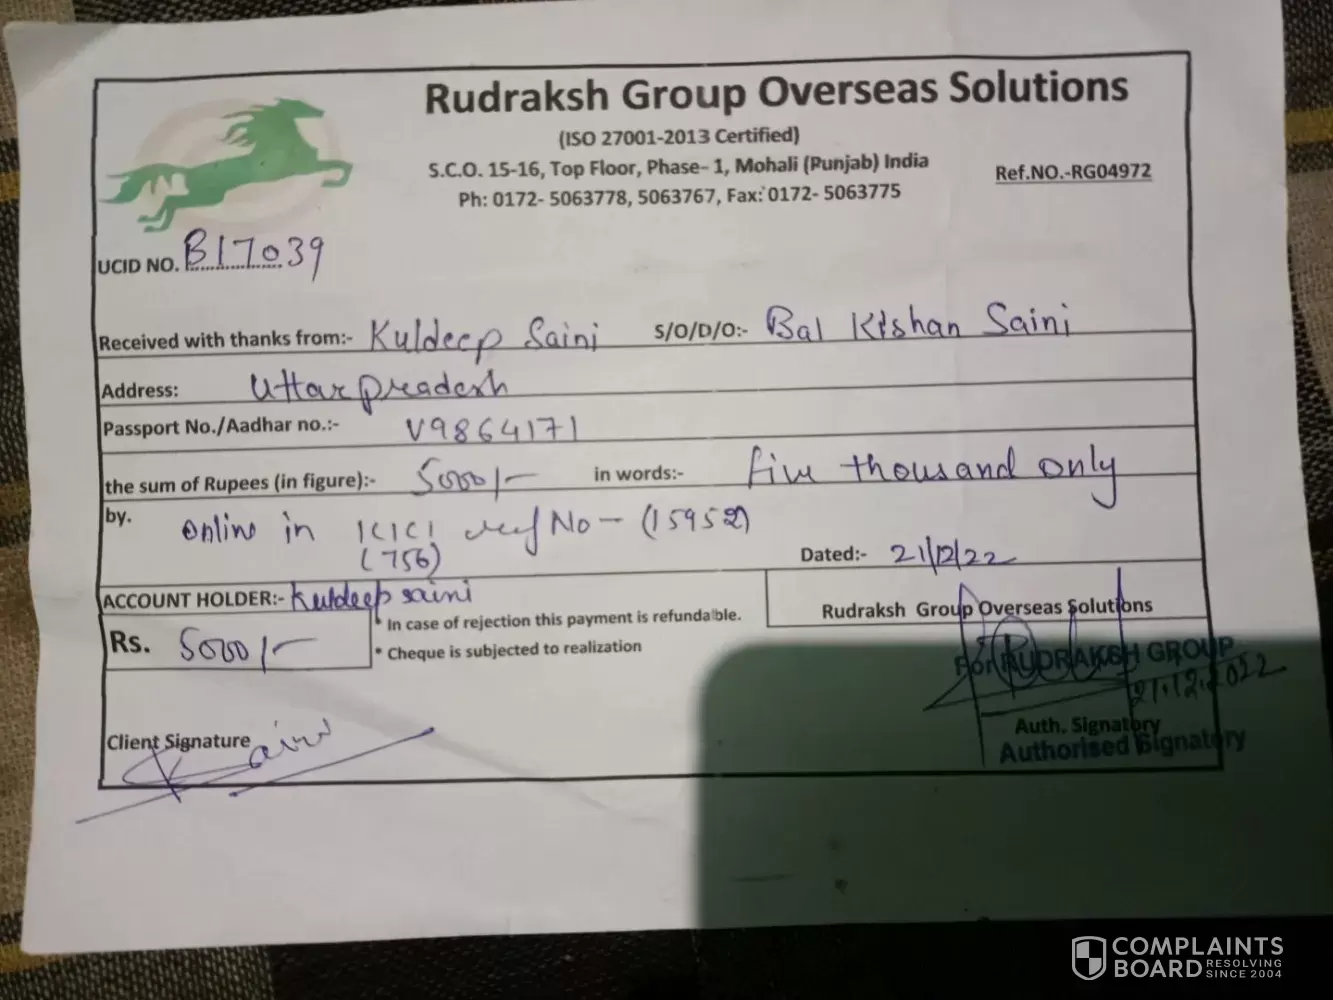 Rudraksh Group Overseas Solutions
(ISO 27001-2013 Certified)
S.C.O. 15-16, Top Floor, Phase- 1, Mohali (Punjab) India
Ref.NO.-RG04972
Ph: 0172- 5063778, 5063767, Fax: 0172- 5063775
UCID NO. B17039
Received with thanks from:- Kuldeep Saini S/O/D/O:- Bal Kishan Saini
Address: Uttar pradesh
Passport No./Aadhar no.:- V9864171
the sum of Rupees (in figure):- 5000/- in words:- five thousand only
by. online in ICICI ref No - (15952)
(756)
Dated:- 21/12/22
ACCOUNT HOLDER:- Kuldeep saini
Rs. 5000/-
* In case of rejection this payment is refundable.
* Cheque is subjected to realization
Rudraksh Group Overseas Solutions
For RUDRAKSH GROUP
21.12.2022
Auth. Signatory
Authorised Signatory
Client Signature
COMPLAINTS
BOARD RESOLVING SINCE 2004